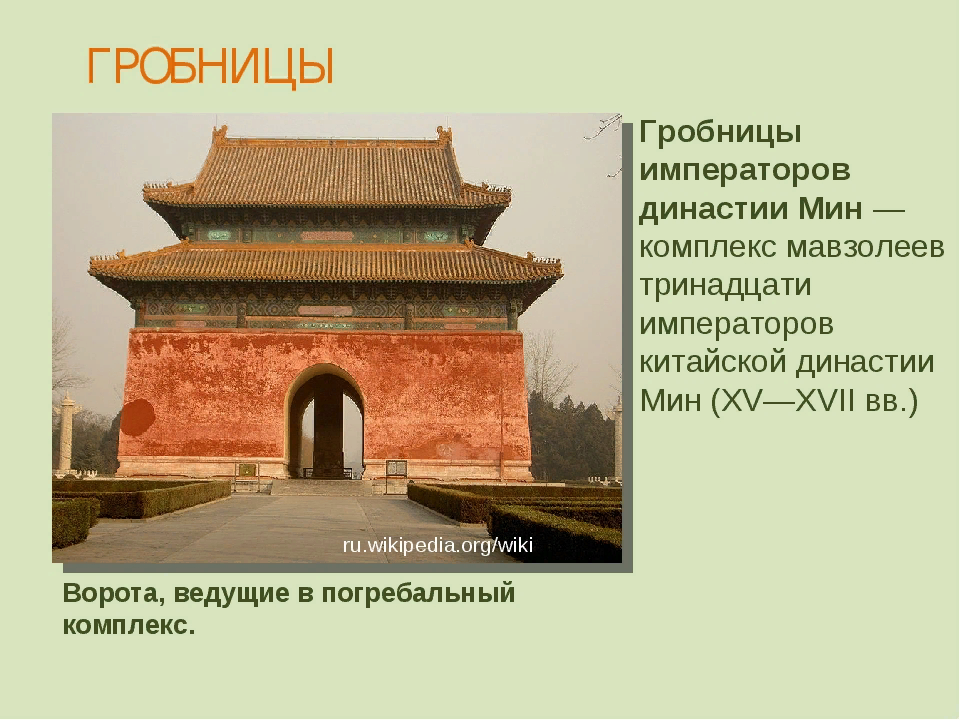 ГРОБНИЦЫ
Гробницы
императоров
династии Мин —
комплекс мавзолеев
тринадцати
императоров
китайской династии
Мин (XV—XVII вв.)
ru.wikipedia.org/wiki
Ворота, ведущие в погребальный
комплекс.